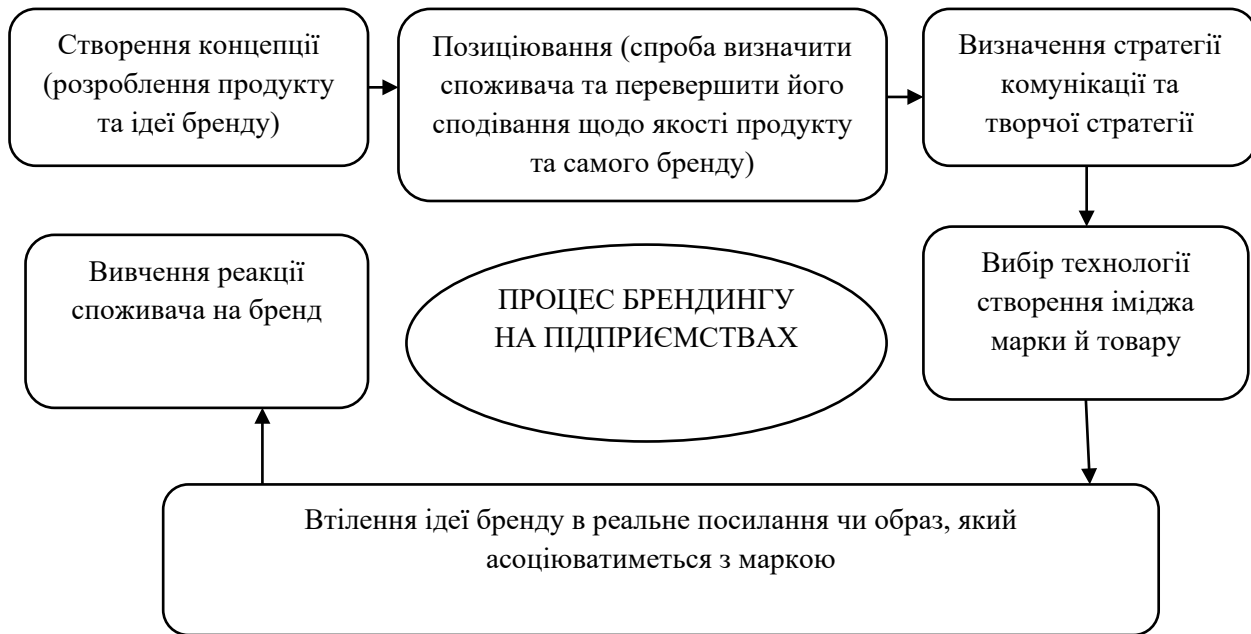 Створення концепції
(розроблення продукту
та ідеї бренду)
Позиціювання (спроба визначити
споживача та перевершити його
сподівання щодо якості продукту
та самого бренду)
Визначення стратегії
комунікації та
творчої стратегії
Вивчення реакції
споживача на бренд
ПРОЦЕС БРЕНДИНГУ
НА ПІДПРИЄМСТВАХ
Вибір технології
створення іміджа
марки й товару
Втілення ідеї бренду в реальне посилання чи образ, який
асоціюватиметься з маркою